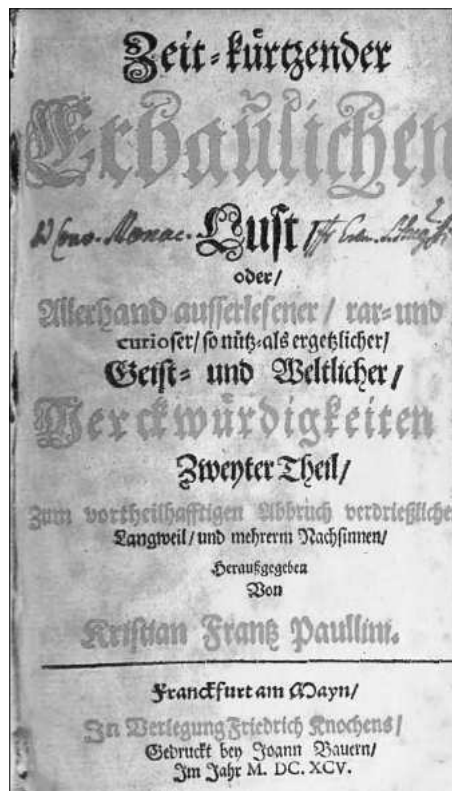 Zeit-kürtzender
Erbaulichen
Lust
oder/
Allerhand ausserlesener/ rar- und
curioser/ so nütz- als ergetzlicher/
Geist- und Weltlicher/
Merckwürdigkeiten
Zweyter Theil/
Zum vortheilhafftigen Abbruch verdrießliche
Langweil/ und mehrerm Nachsinnen/
Heraußgegeben
Von
Kristian Frantz Paullini.
Franckfurt am Mayn/
In Verlegung Friedrich Knochens/
Gedruckt bey Joann Bauern/
Im Jahr M. DC. XCV.